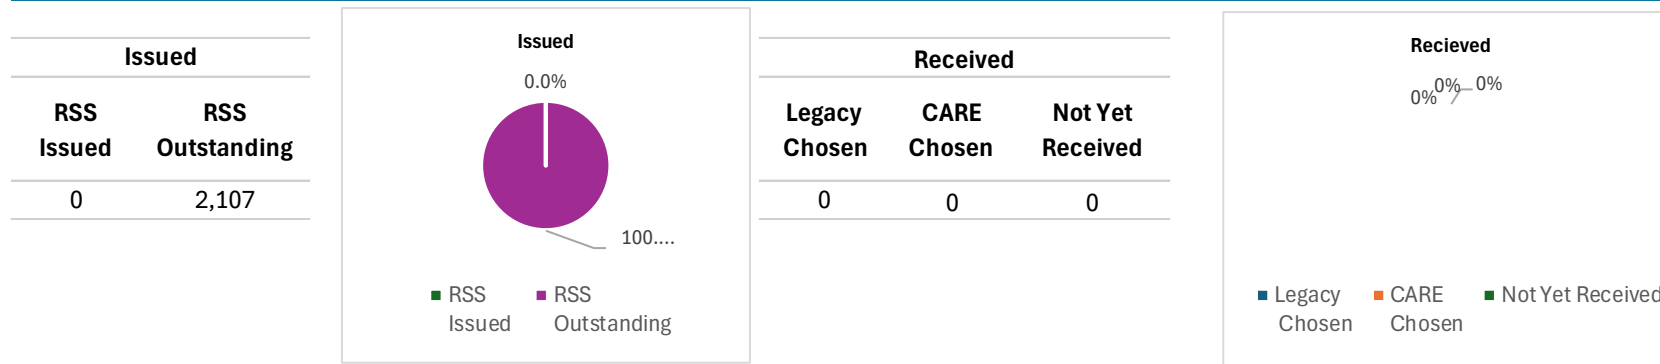 Issued
RSS Issued
RSS Outstanding
0
2,107
Issued
0.0%
100....
RSS Issued
RSS Outstanding
Received
Legacy Chosen
CARE Chosen
Not Yet Received
0
0
0
Recieved
0%
0%
0%
Legacy Chosen
CARE Chosen
Not Yet Received